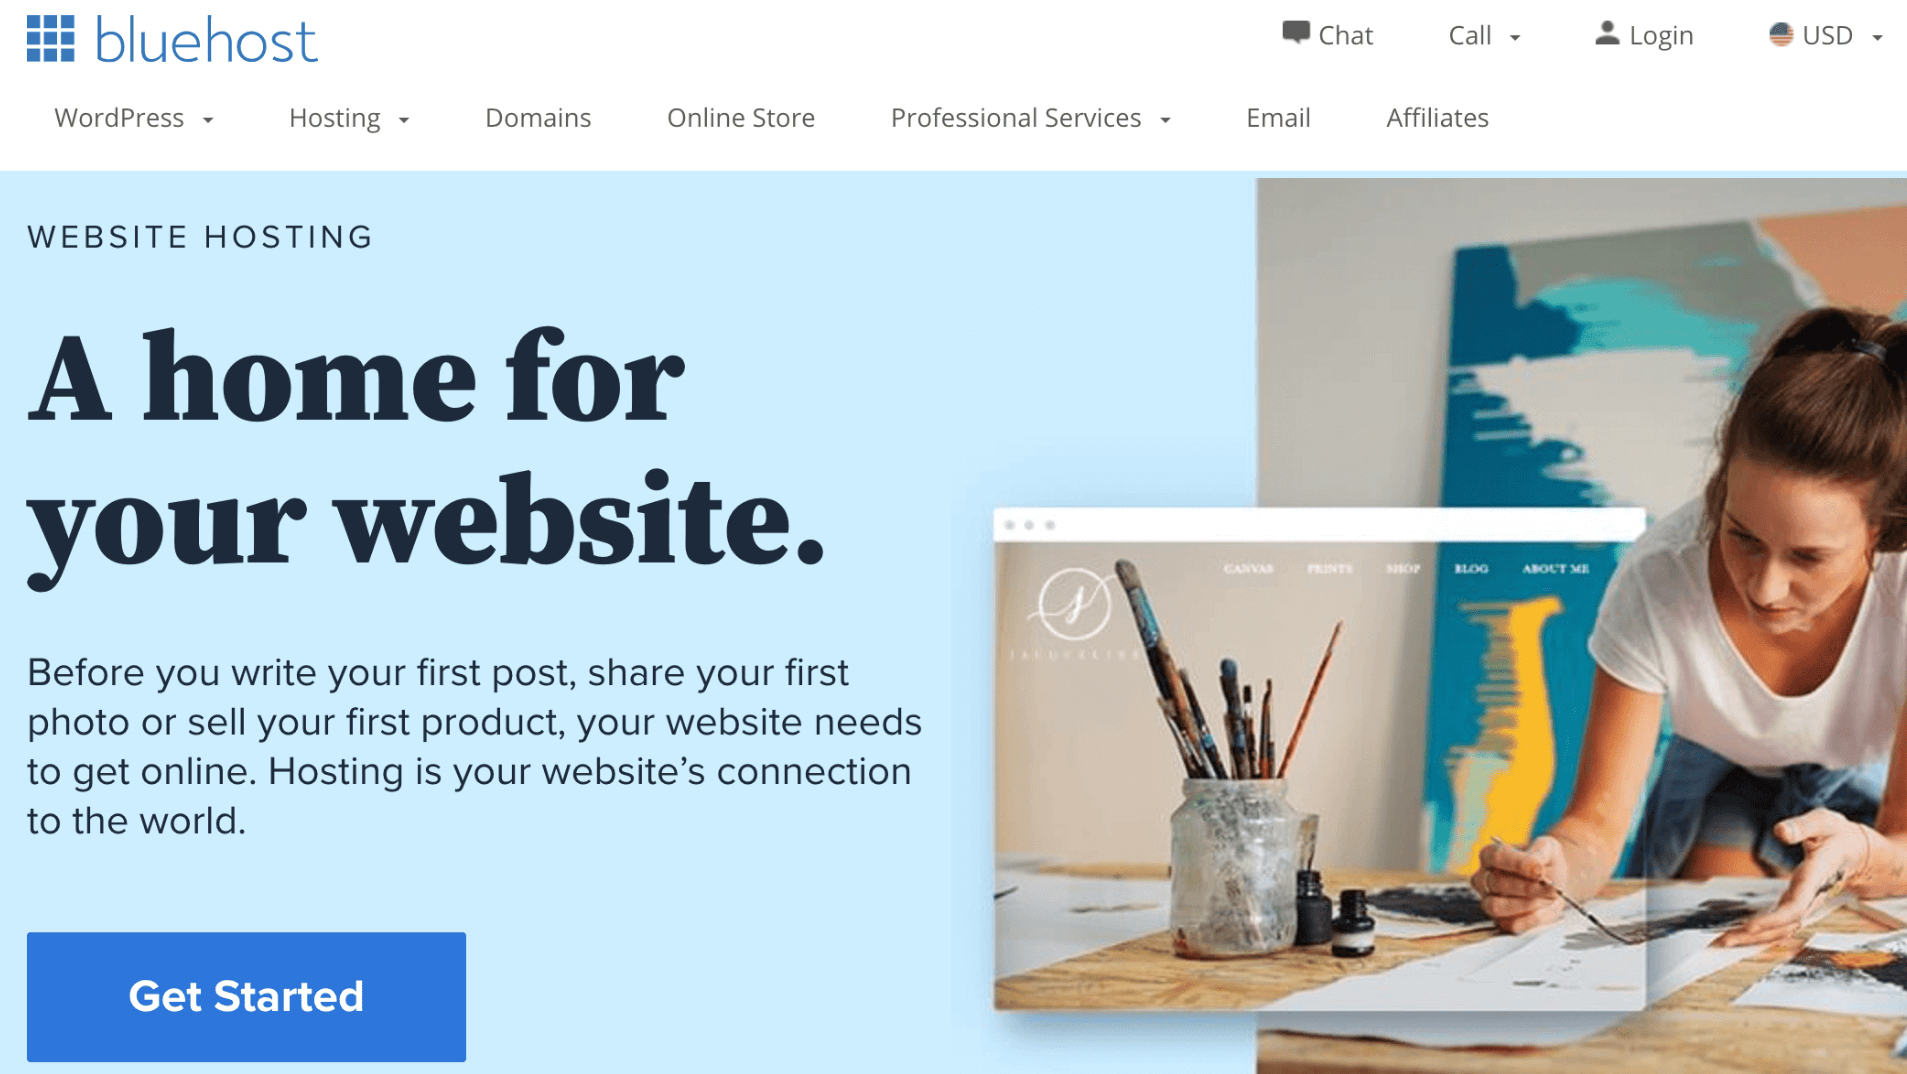 bluehost
Chat
Call
Login
USD
WordPress
Hosting
Domains
Online Store
Professional Services
Email
Affiliates
WEBSITE HOSTING
A home for
your website.
Before you write your first post, share your first
photo or sell your first product, your website needs
to get online. Hosting is your website’s connection
to the world.
Get Started
CANVAS
PRINTS
SHOP
BLOG
ABOUT ME